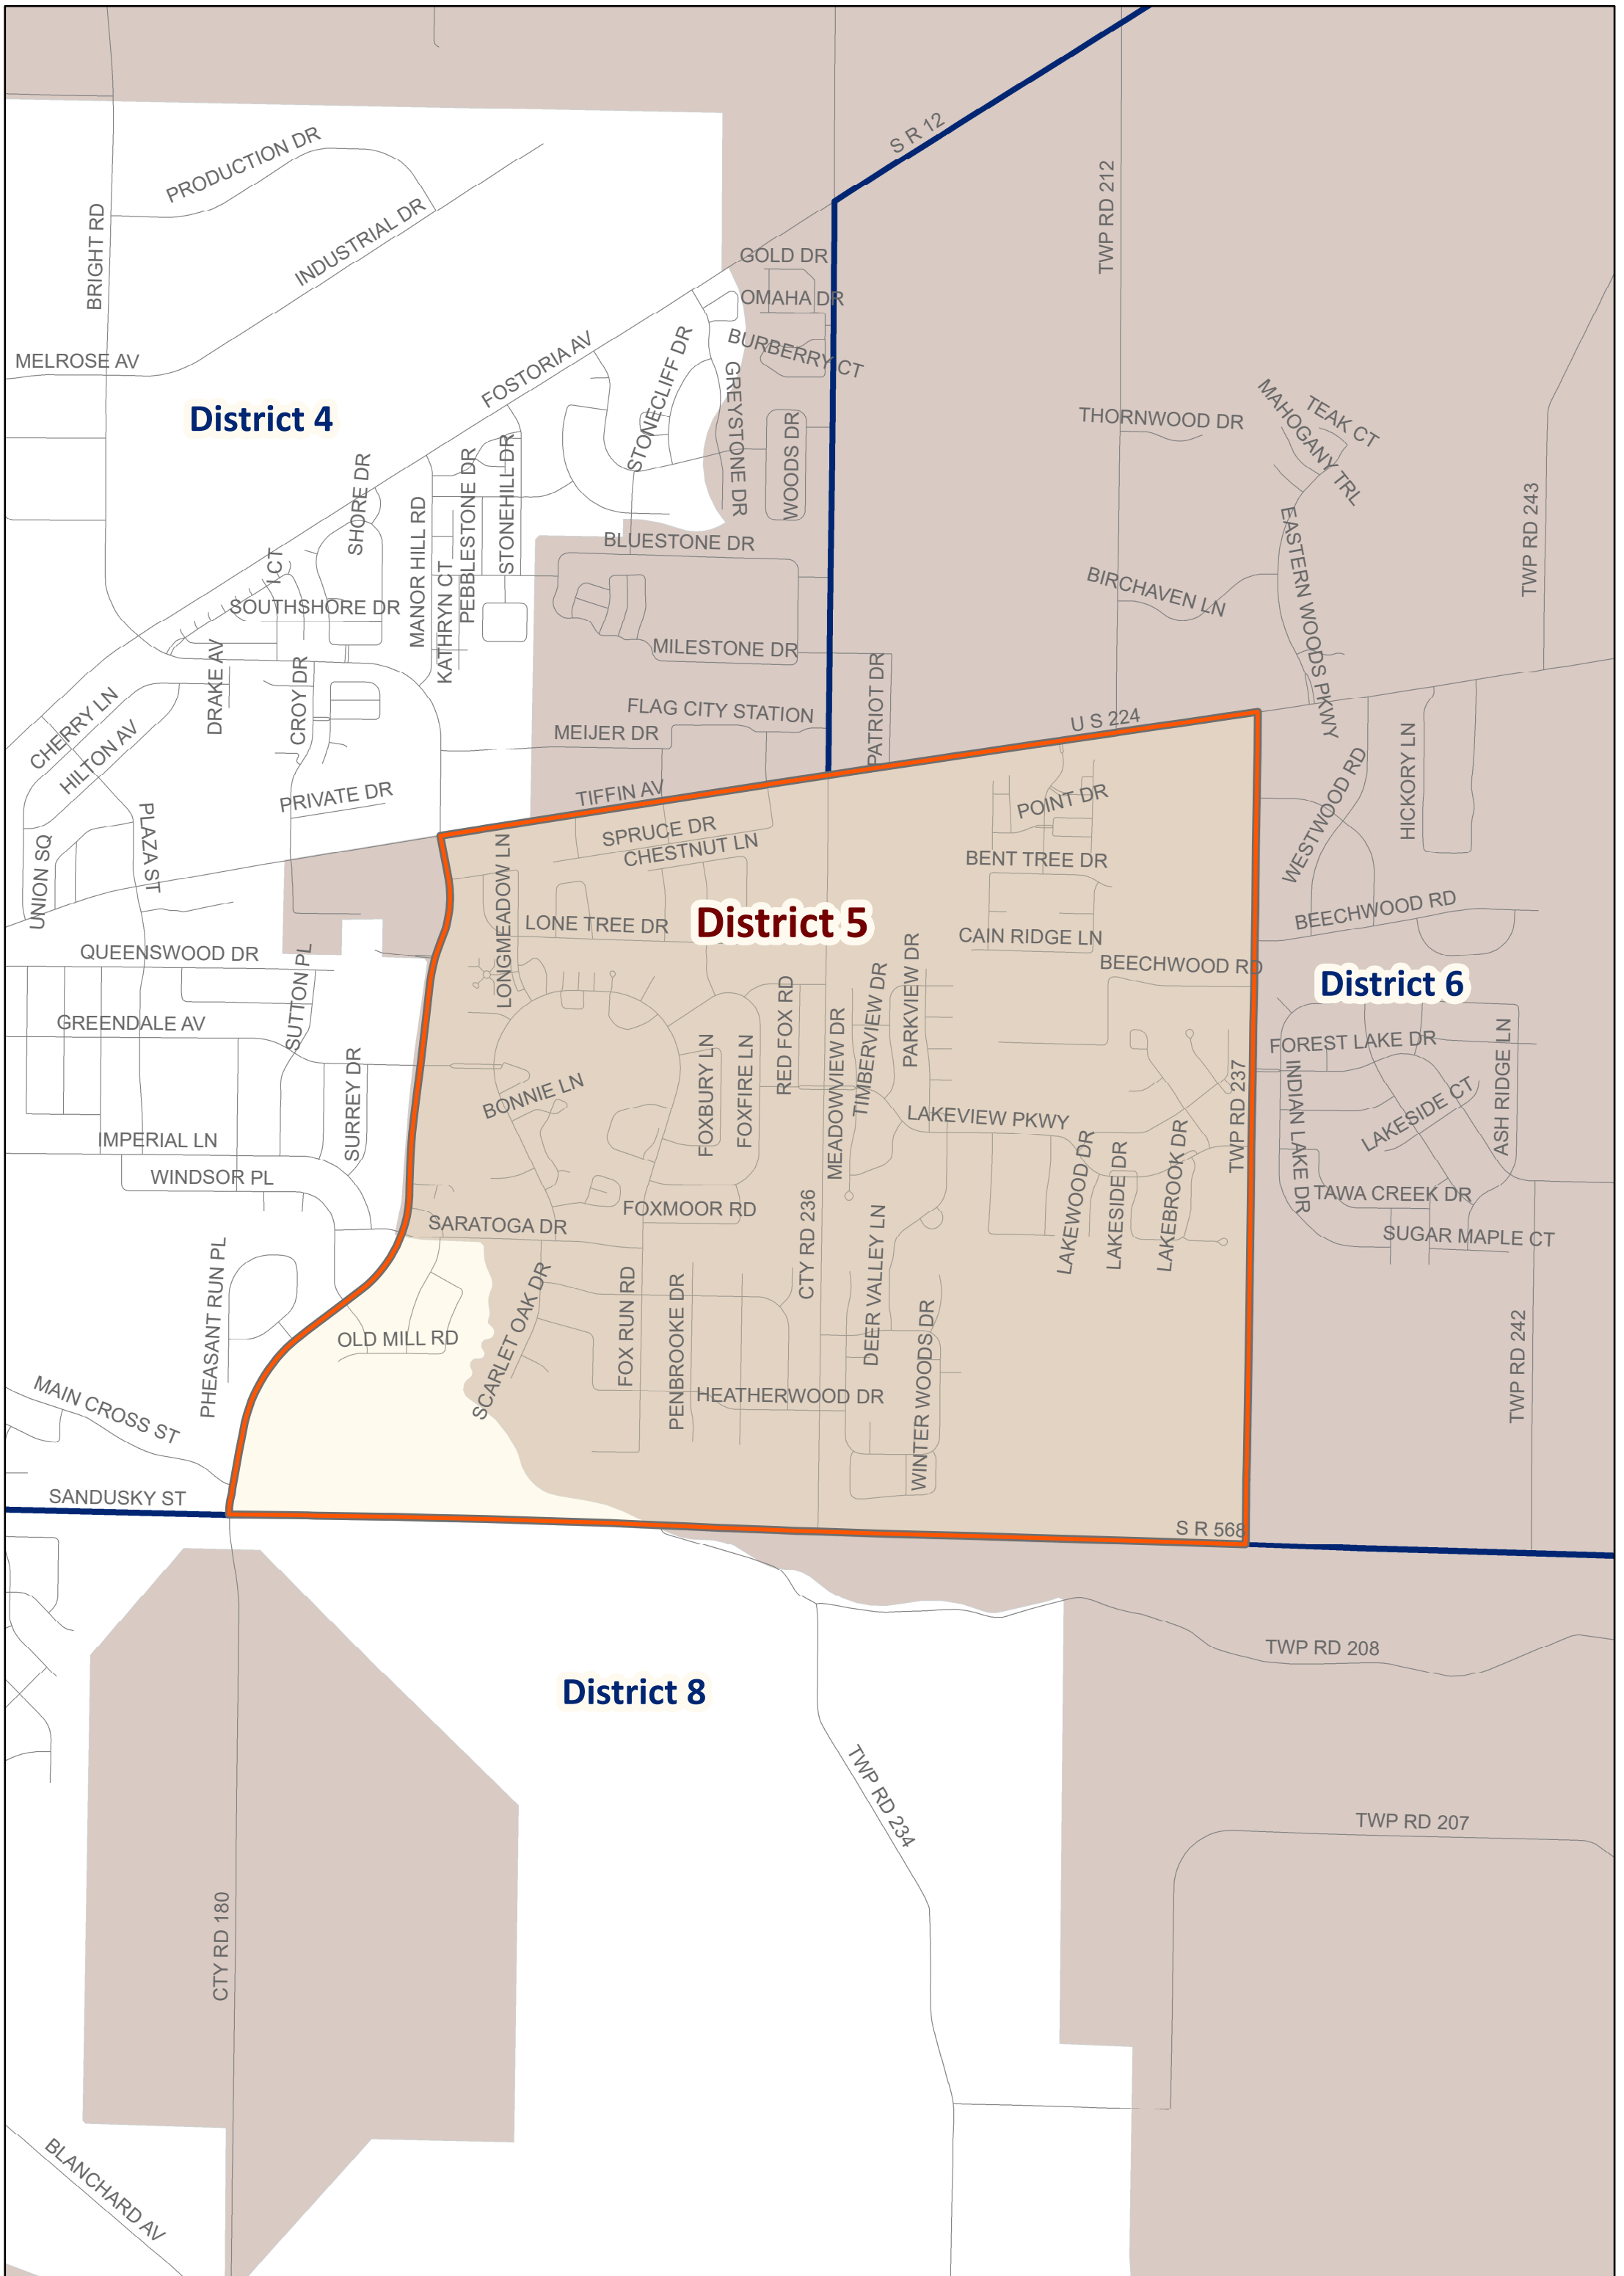 S R 12
PRODUCTION DR
TWP RD 212
BRIGHT RD
INDUSTRIAL DR
GOLD DR
OMAHA DR
BURBERRY CT
MELROSE AV
FOSTORIA AV
STONECLIFF DR
GREYSTONE DR
WOODS DR
District 4
THORNWOOD DR
MAHOGANY TRL
TEAK CT
SHORE DR
MANOR HILL RD
PEBBLESTONE DR
STONEHILL DR
TWP RD 243
BLUESTONE DR
EASTERN WOODS PKWY
I CT
KATHRYN CT
BIRCHAVEN LN
SOUTHSHORE DR
MILESTONE DR
DRAKE AV
CROY DR
PATRIOT DR
CHERRY LN
HILTON AV
FLAG CITY STATION
MEIJER DR
U S 224
HICKORY LN
WESTWOOD RD
PRIVATE DR
TIFFIN AV
POINT DR
PLAZA ST
UNION SQ
SPRUCE DR
CHESTNUT LN
LONGMEADOW LN
BENT TREE DR
BEECHWOOD RD
LONE TREE DR
District 5
CAIN RIDGE LN
QUEENSWOOD DR
SUTTON PL
BEECHWOOD RD
District 6
RED FOX RD
TIMBERVIEW DR
PARKVIEW DR
GREENDALE AV
MEADOWVIEW DR
FOREST LAKE DR
SURREY DR
BONNIE LN
FOXBURY LN
FOXFIRE LN
TWP RD 237
INDIAN LAKE DR
LAKESIDE CT
ASH RIDGE LN
LAKEVIEW PKWY
IMPERIAL LN
WINDSOR PL
LAKEWOOD DR
LAKESIDE DR
LAKEBROOK DR
TAWA CREEK DR
FOXMOOR RD
SARATOGA DR
CTY RD 236
SUGAR MAPLE CT
PHEASANT RUN PL
DEER VALLEY LN
OLD MILL RD
SCARLET OAK DR
FOX RUN RD
PENBROOKE DR
TWP RD 242
WINTER WOODS DR
HEATHERWOOD DR
MAIN CROSS ST
SANDUSKY ST
S R 568
TWP RD 208
District 8
TWP RD 234
TWP RD 207
CTY RD 180
BLANCHARD AV